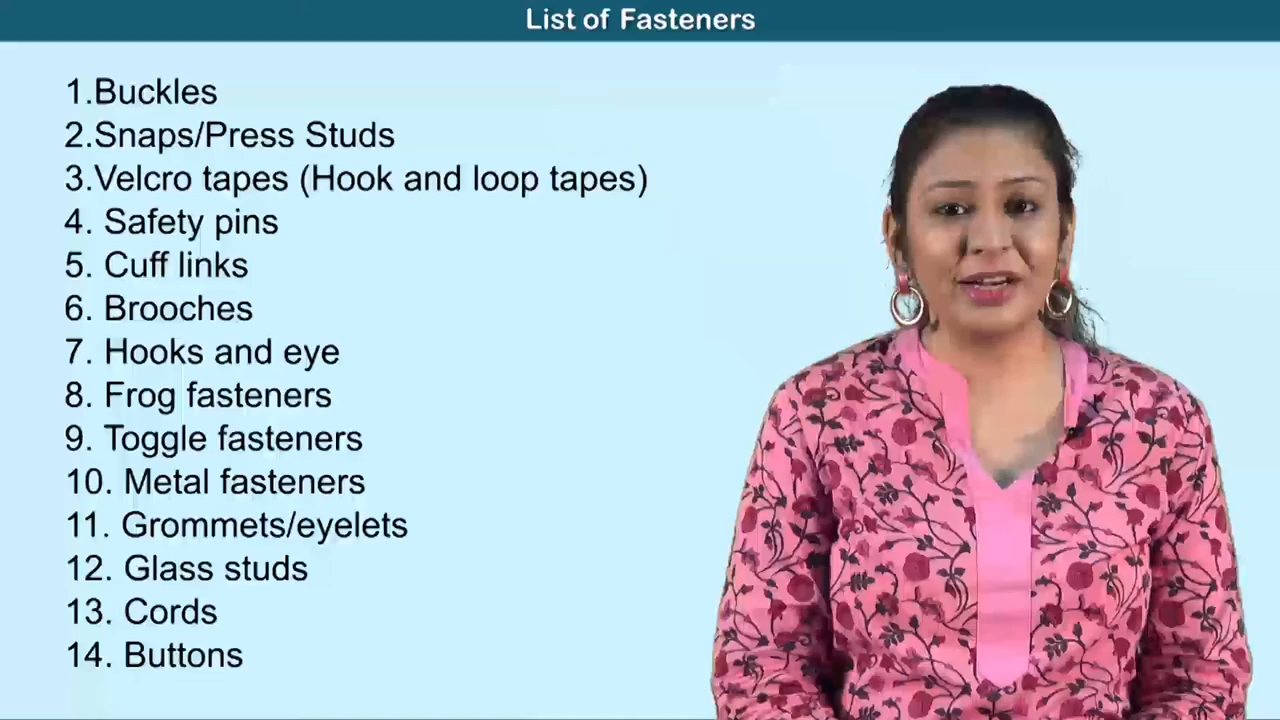 List of Fasteners
1.Buckles
2.Snaps/Press Studs
3.Velcro tapes (Hook and loop tapes)
4. Safety pins
5. Cuff links
6. Brooches
7. Hooks and eye
8. Frog fasteners
9. Toggle fasteners
10. Metal fasteners
11. Grommets/eyelets
12. Glass studs
13. Cords
14. Buttons